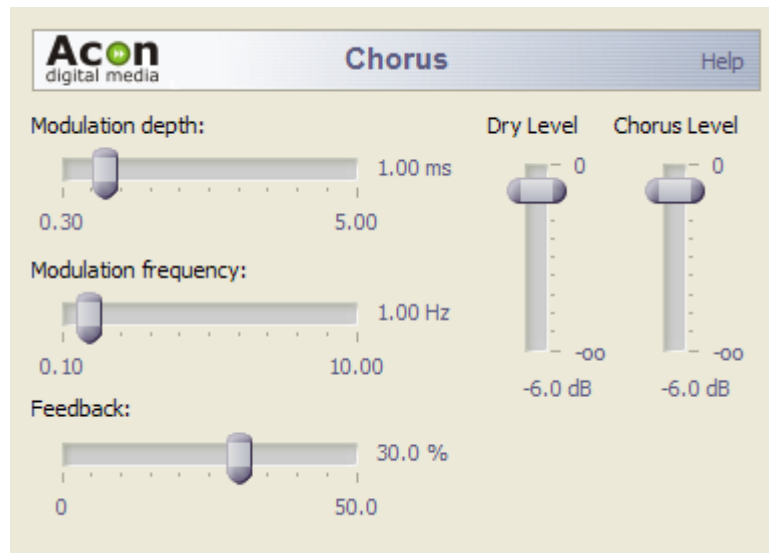 Acon
digital media
Chorus
Help
Modulation depth:
1.00 ms
0.30
5.00
Modulation frequency:
1.00 Hz
0.10
10.00
Feedback:
30.0 %
0
50.0
Dry Level
Chorus Level
0
0
-oo
-oo
-6.0 dB
-6.0 dB